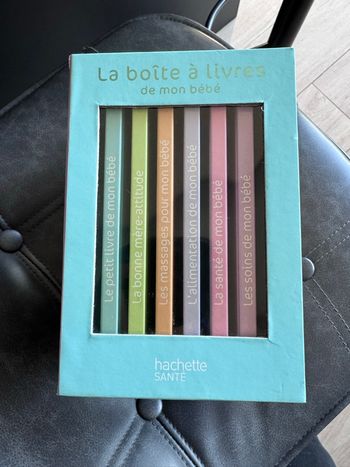 La boîte à livres
de mon bébé
Le petit livre de mon bébé
La bonne mère-attitude
Les massages pour mon bébé
L'alimentation de mon bébé
La santé de mon bébé
Les soins de mon bébé
hachette
SANTÉ